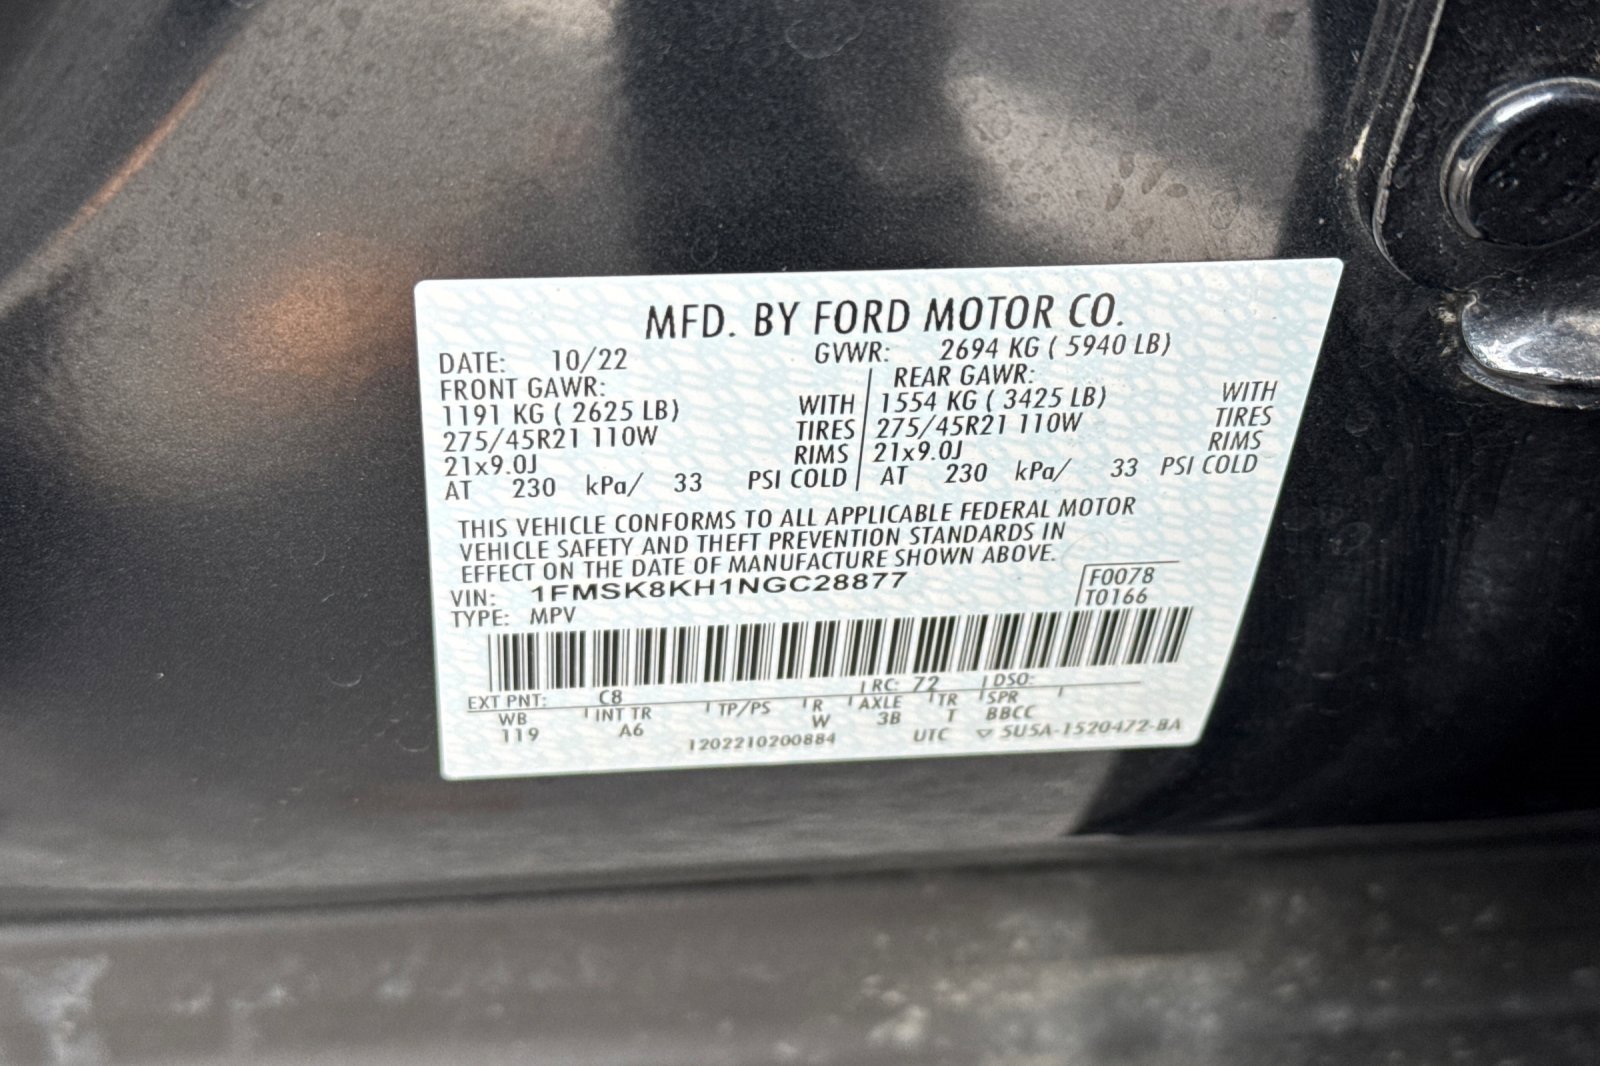 MFD. BY FORD MOTOR CO.
DATE: 10/22 GVWR: 2694 KG ( 5940 LB)
FRONT GAWR: REAR GAWR:
1191 KG ( 2625 LB) WITH 1554 KG ( 3425 LB) WITH
275/45R21 110W TIRES 275/45R21 110W TIRES
21x9.0J RIMS 21x9.0J RIMS
AT 230 kPa/ 33 PSI COLD AT 230 kPa/ 33 PSI COLD
THIS VEHICLE CONFORMS TO ALL APPLICABLE FEDERAL MOTOR
VEHICLE SAFETY AND THEFT PREVENTION STANDARDS IN
EFFECT ON THE DATE OF MANUFACTURE SHOWN ABOVE.
VIN: 1FMSK8KH1NGC28877 F0078
TYPE: MPV T0166
EXT PNT: C8 RC: 72 DSO:
WB INT TR TP/PS R AXLE TR SPR
119 A6 W 3B T BBCC
1202210200884 UTC ▽ 5U5A-1520472-BA